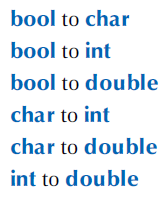 bool to char
bool to int
bool to double
char to int
char to double
int to double